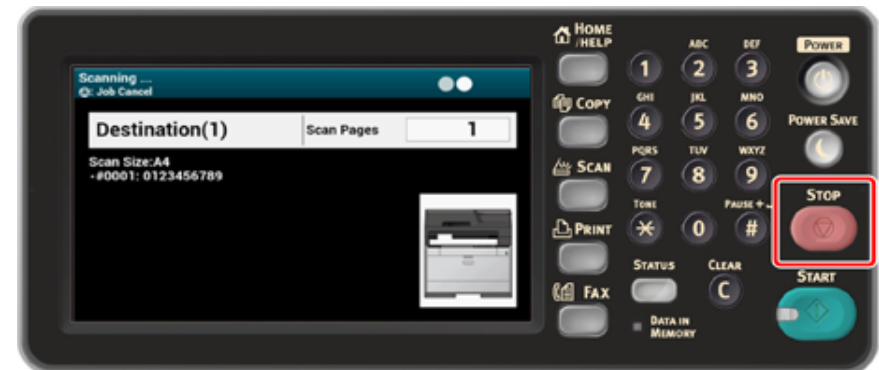 Scanning ....
: Job Cancel
Destination(1)
Scan Pages
1
Scan Size:A4
-#0001: 0123456789
HOME
/HELP
COPY
SCAN
PRINT
FAX
ABC
DEF
1
2
3
GHI
JKL
MNO
4
5
6
PQRS
TUV
WXYZ
7
8
9
TONE
PAUSE + -
0
#
STATUS
CLEAR
C
DATA IN
MEMORY
POWER
POWER SAVE
STOP
START